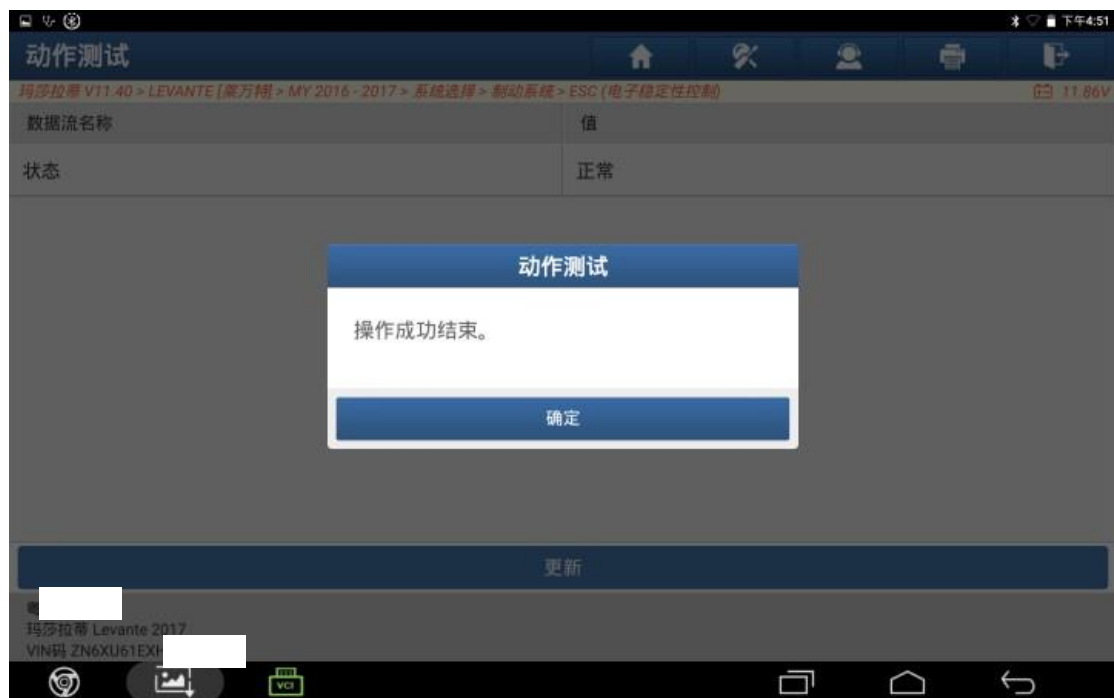 下午4:51
动作测试
玛莎拉蒂 V11.40 > LEVANTE [莱万特] > MY 2016 - 2017 > 系统选择 > 制动系统 > ESC (电子稳定性控制) 11.86V
数据流名称 值
状态 正常
动作测试
操作成功结束。
确定
更新
玛莎拉蒂 Levante 2017
VIN码 ZN6XU61EXH
VCI